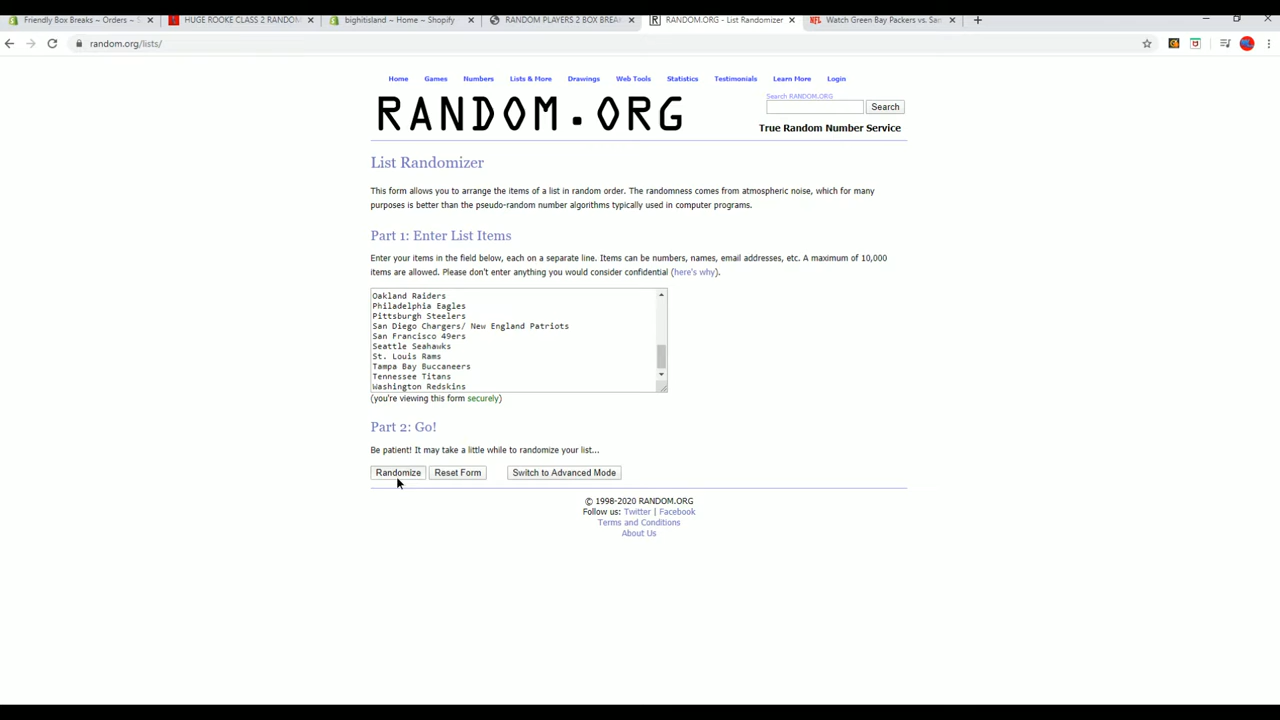 Friendly Box Breaks ~ Orders ~ S
HUGE ROOKE CLASS 2 RANDOM
bighitisland ~ Home ~ Shopify
RANDOM PLAYERS 2 BOX BREAK
RANDOM.ORG - List Randomizer
Watch Green Bay Packers vs. San
random.org/lists/
Home Games Numbers Lists & More Drawings Web Tools Statistics Testimonials Learn More Login
RANDOM.ORG
Search RANDOM.ORG
Search
True Random Number Service
List Randomizer
This form allows you to arrange the items of a list in random order. The randomness comes from atmospheric noise, which for many
purposes is better than the pseudo-random number algorithms typically used in computer programs.
Part 1: Enter List Items
Enter your items in the field below, each on a separate line. Items can be numbers, names, email addresses, etc. A maximum of 10,000
items are allowed. Please don't enter anything you would consider confidential (here's why).
Oakland Raiders
Philadelphia Eagles
Pittsburgh Steelers
San Diego Chargers/ New England Patriots
San Francisco 49ers
Seattle Seahawks
St. Louis Rams
Tampa Bay Buccaneers
Tennessee Titans
Washington Redskins
(you're viewing this form securely)
Part 2: Go!
Be patient! It may take a little while to randomize your list...
Randomize Reset Form Switch to Advanced Mode
© 1998-2020 RANDOM.ORG
Follow us: Twitter | Facebook
Terms and Conditions
About Us